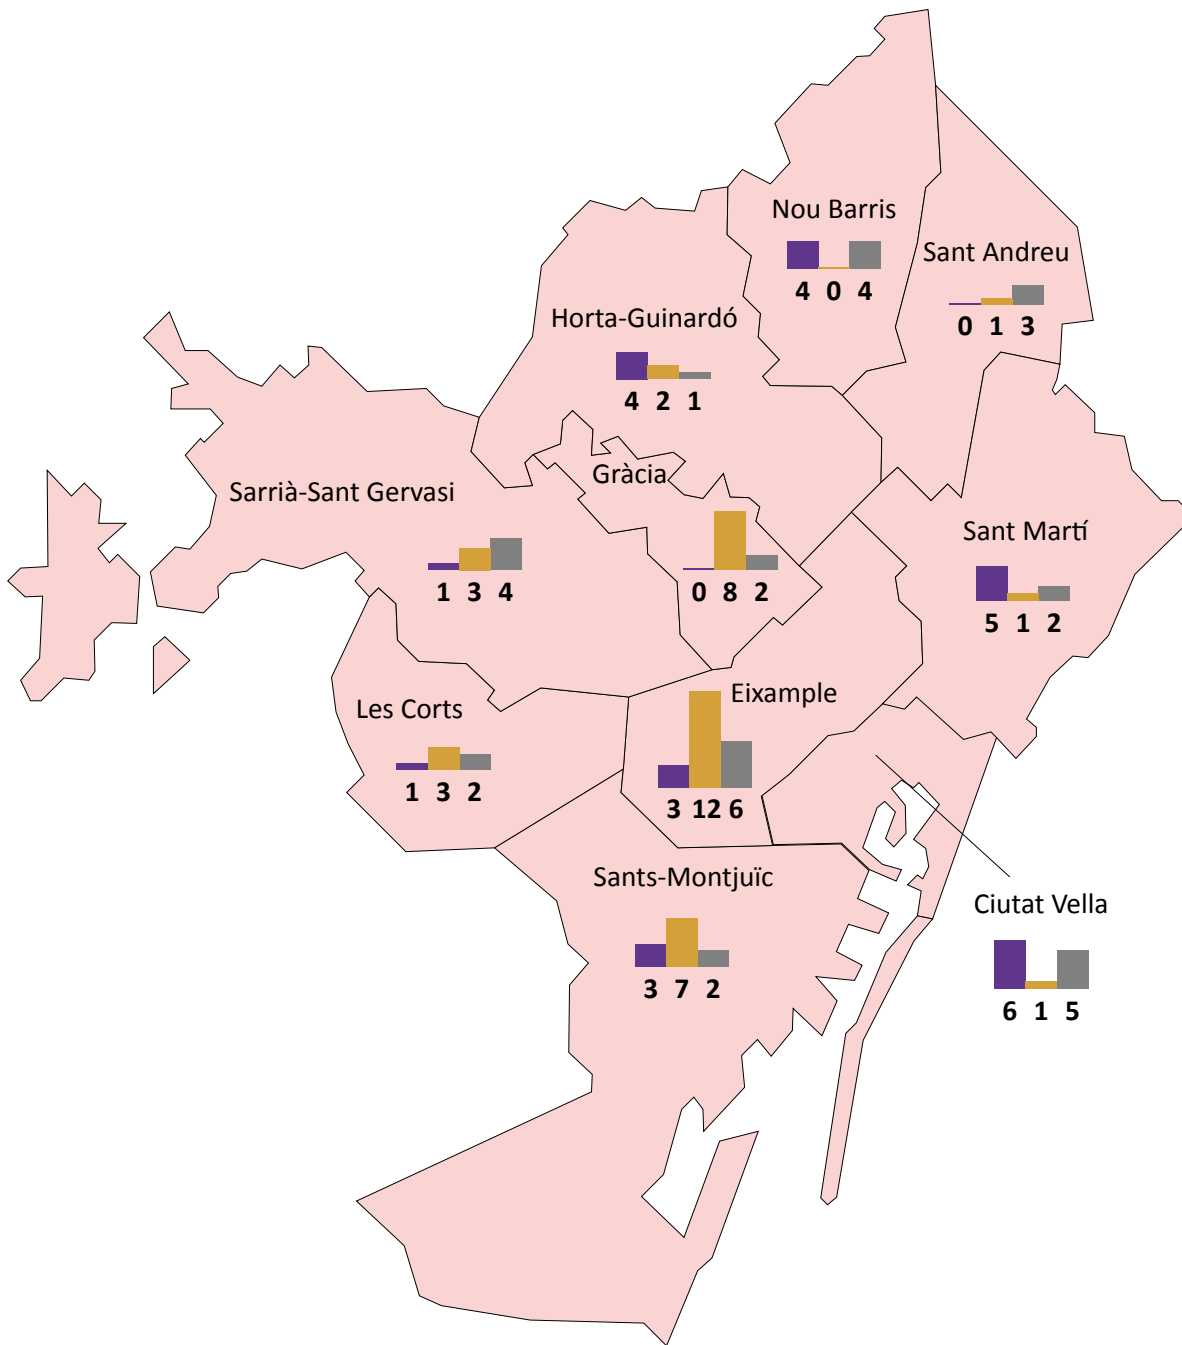 Nou Barris
4 0 4
Sant Andreu
0 1 3
Horta-Guinardó
4 2 1
Gràcia
0 8 2
Sarrià-Sant Gervasi
1 3 4
Sant Martí
5 1 2
Eixample
3 12 6
Les Corts
1 3 2
Sants-Montjuïc
3 7 2
Ciutat Vella
6 1 5